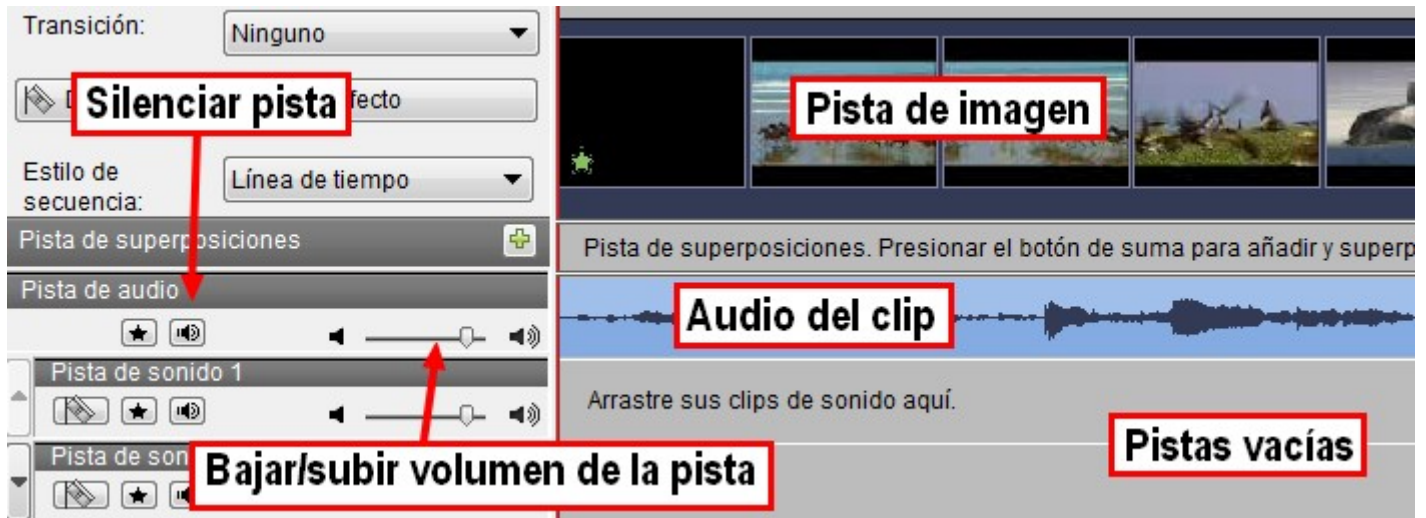 Transición:
Ninguno
Silenciar pista
fecto
Pista de imagen
Estilo de
secuencia:
Línea de tiempo
Pista de superposiciones
Pista de superposiciones. Presionar el botón de suma para añadir y superp
Pista de audio
Audio del clip
Pista de sonido 1
Arrastre sus clips de sonido aquí.
Pista de son
Bajar/subir volumen de la pista
Pistas vacías